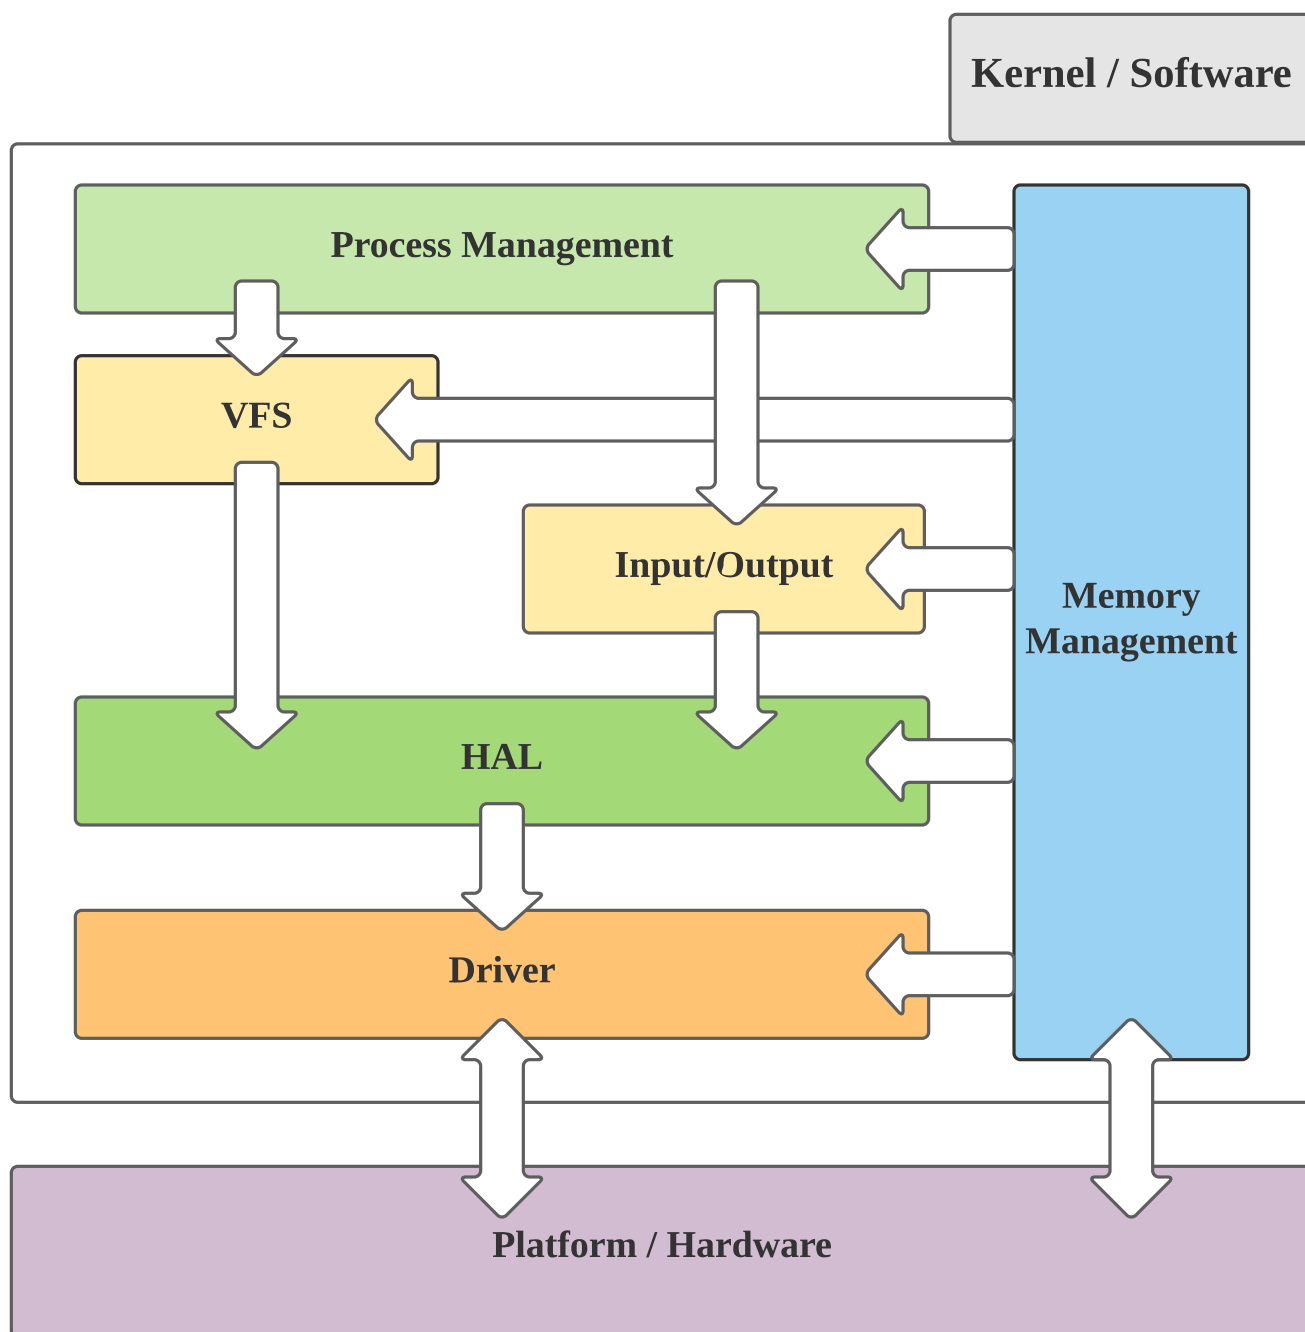 Kernel / Software
Process Management
VFS
Input/Output
Memory
Management
HAL
Driver
Platform / Hardware